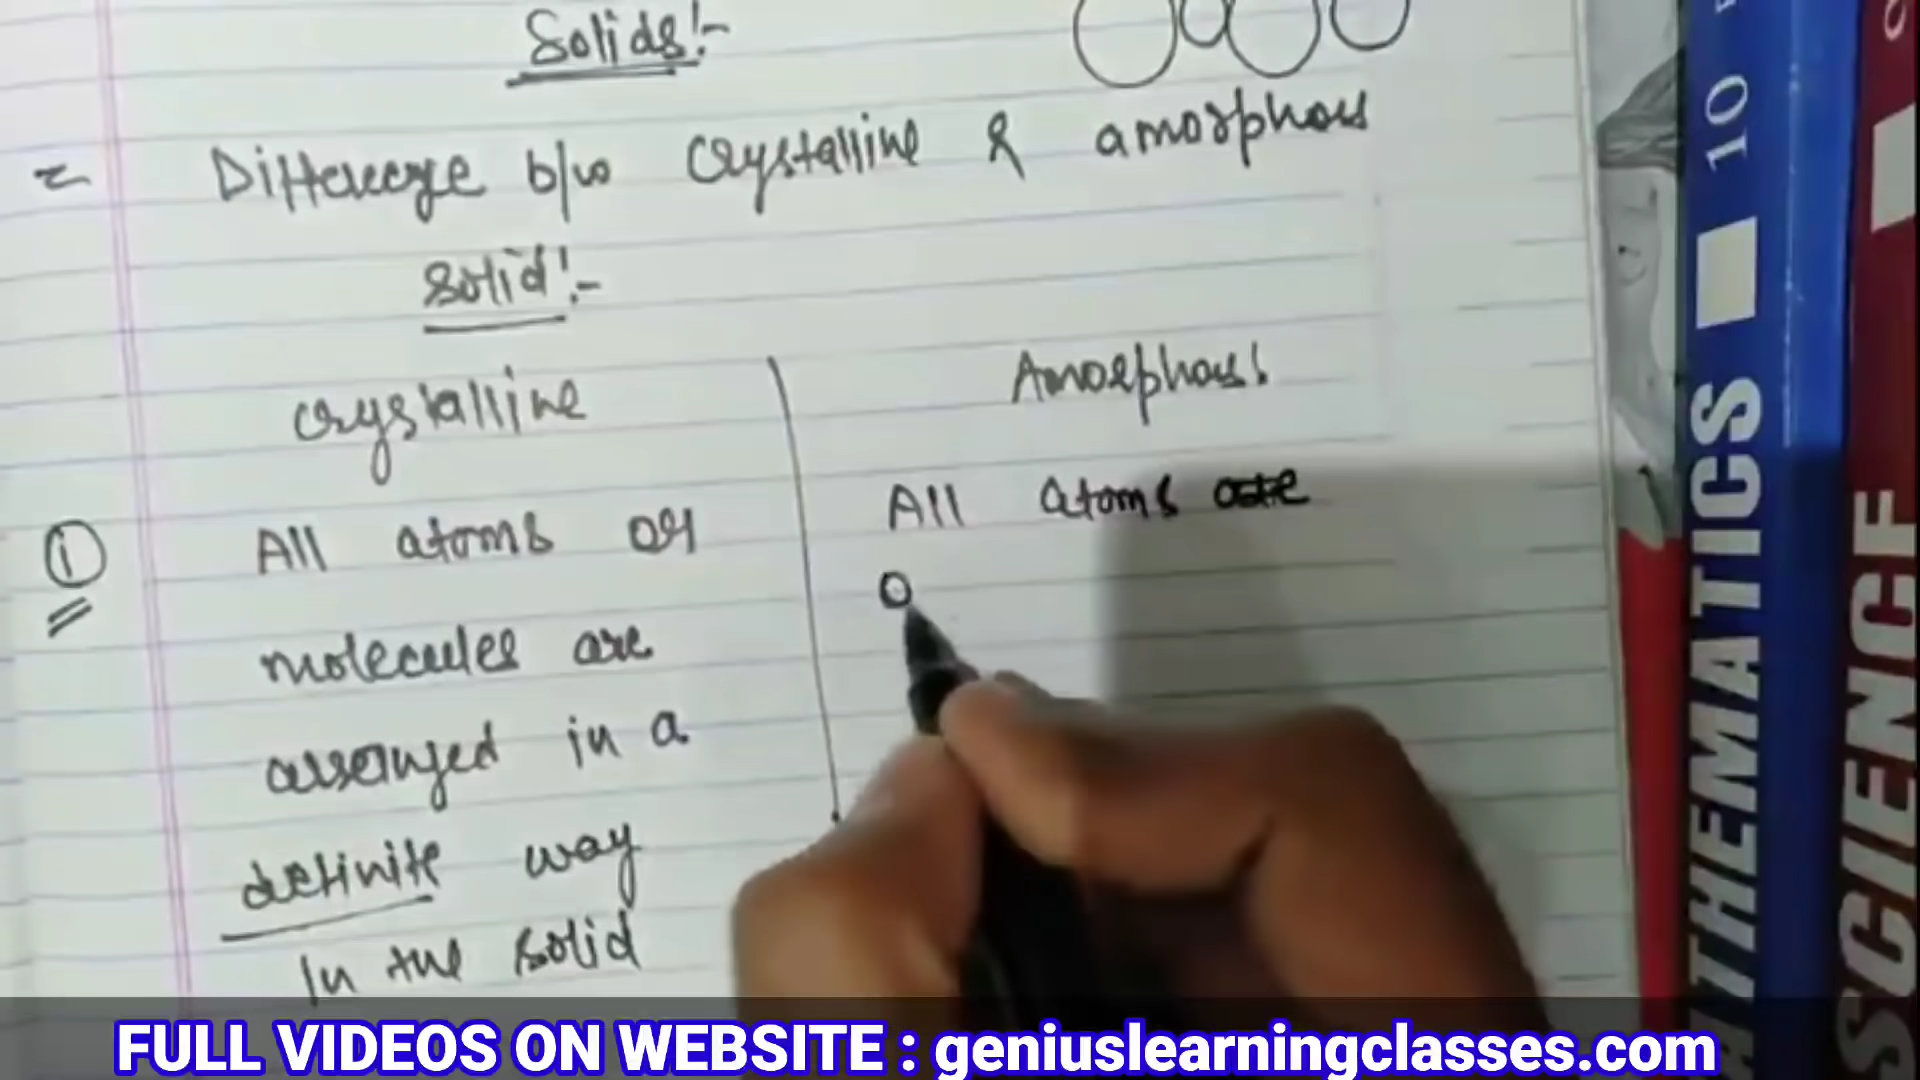 Solids:-
Difference b/w Crystalline & amorphous
Solid:-
crystalline
Amorphous:
① All atoms or
molecules are
arranged in a
definite way
In the solid
All atoms
O
10
MATHEMATICS
SCIENCE
FULL VIDEOS ON WEBSITE : geniuslearningclasses.com